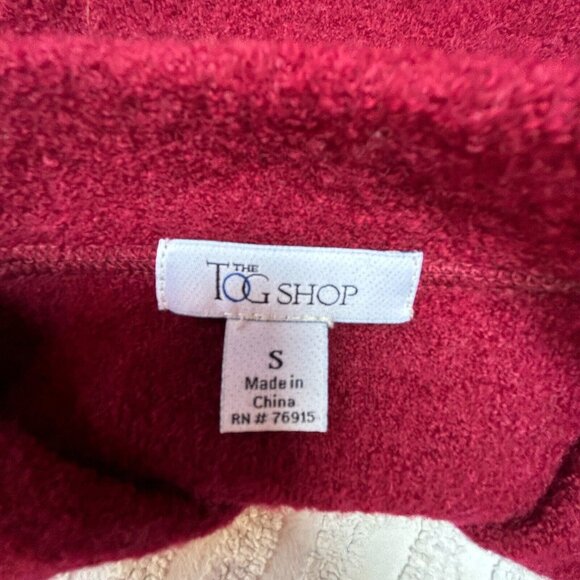 THE
TOG SHOP
S
Made in
China
RN # 76915